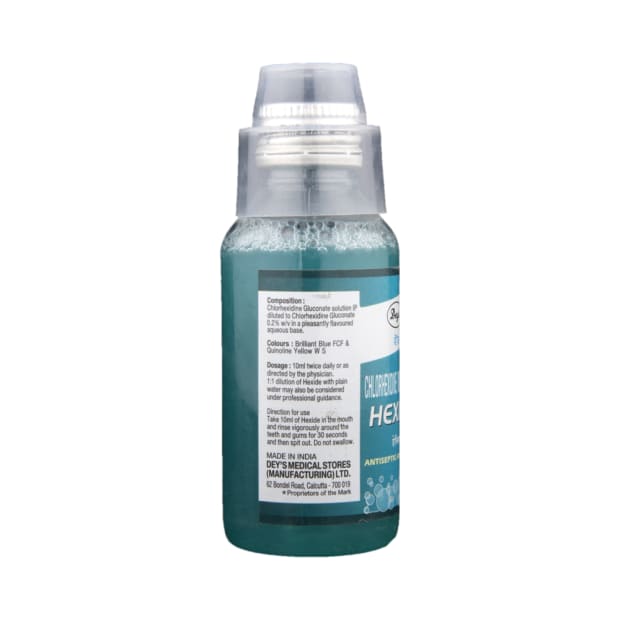 Composition :
Chlorhexidine Gluconate solution IP
diluted to Chlorhexidine Gluconate
0.2% w/v in a pleasantly flavoured
aqueous base.
Colours : Brilliant Blue FCF &
Quinoline Yellow W S
Dosage : 10ml twice daily or as
directed by the physician.
1:1 dilution of Hexide with plain
water may also be considered
under professional guidance.
Direction for use
Take 10ml of Hexide in the mouth
and rinse vigorously around the
teeth and gums for 30 seconds
and then spit out. Do not swallow.
MADE IN INDIA
DEY'S MEDICAL STORES
(MANUFACTURING) LTD.
62 Bondel Road, Calcutta - 700 019
* Proprietors of the Mark
HEX
ANTISEPTIC